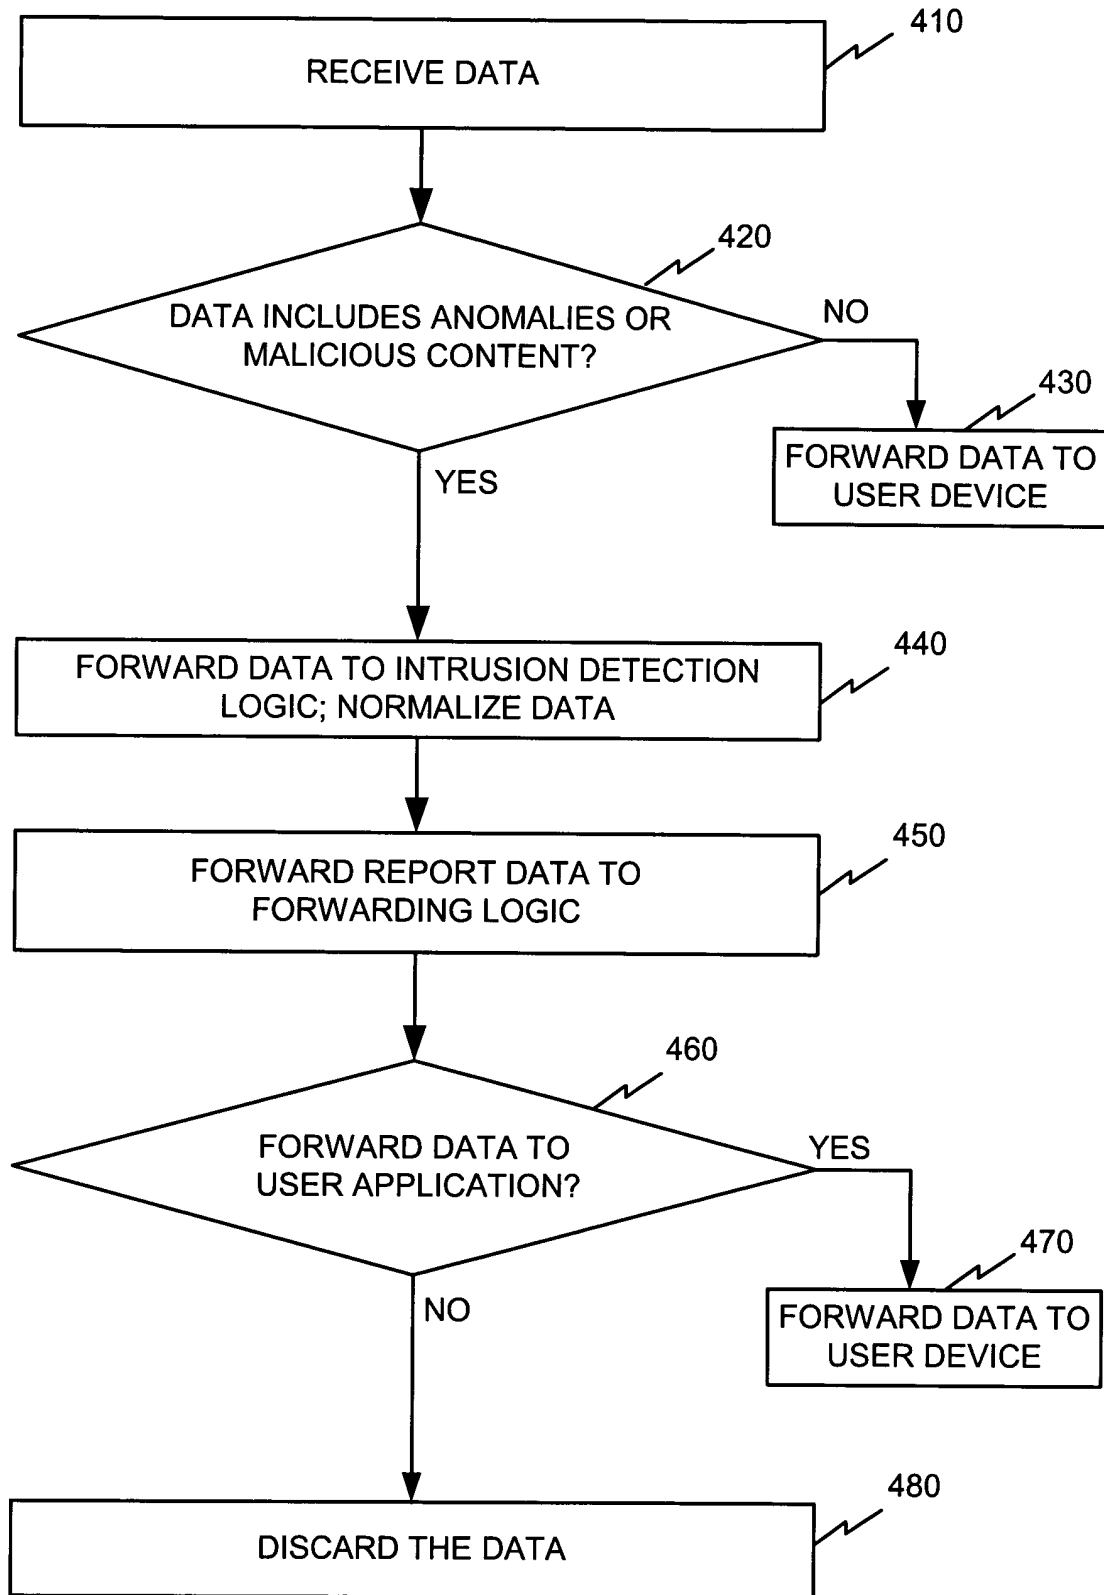 410
RECEIVE DATA
420
DATA INCLUDES ANOMALIES OR
MALICIOUS CONTENT?
NO
430
FORWARD DATA TO
USER DEVICE
YES
440
FORWARD DATA TO INTRUSION DETECTION
LOGIC; NORMALIZE DATA
450
FORWARD REPORT DATA TO
FORWARDING LOGIC
460
FORWARD DATA TO
USER APPLICATION?
YES
470
FORWARD DATA TO
USER DEVICE
NO
480
DISCARD THE DATA